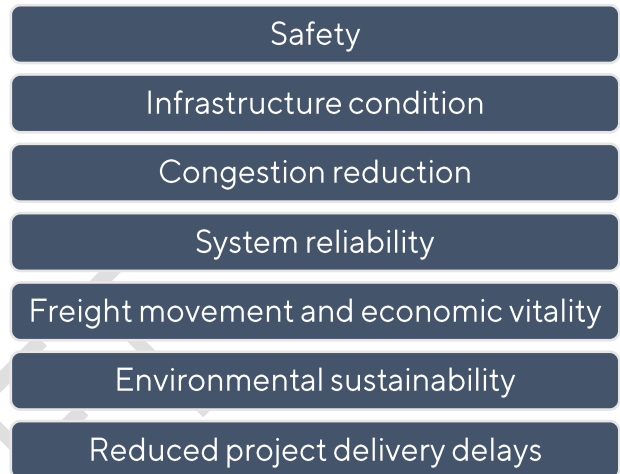 Safety
Infrastructure condition
Congestion reduction
System reliability
Freight movement and economic vitality
Environmental sustainability
Reduced project delivery delays